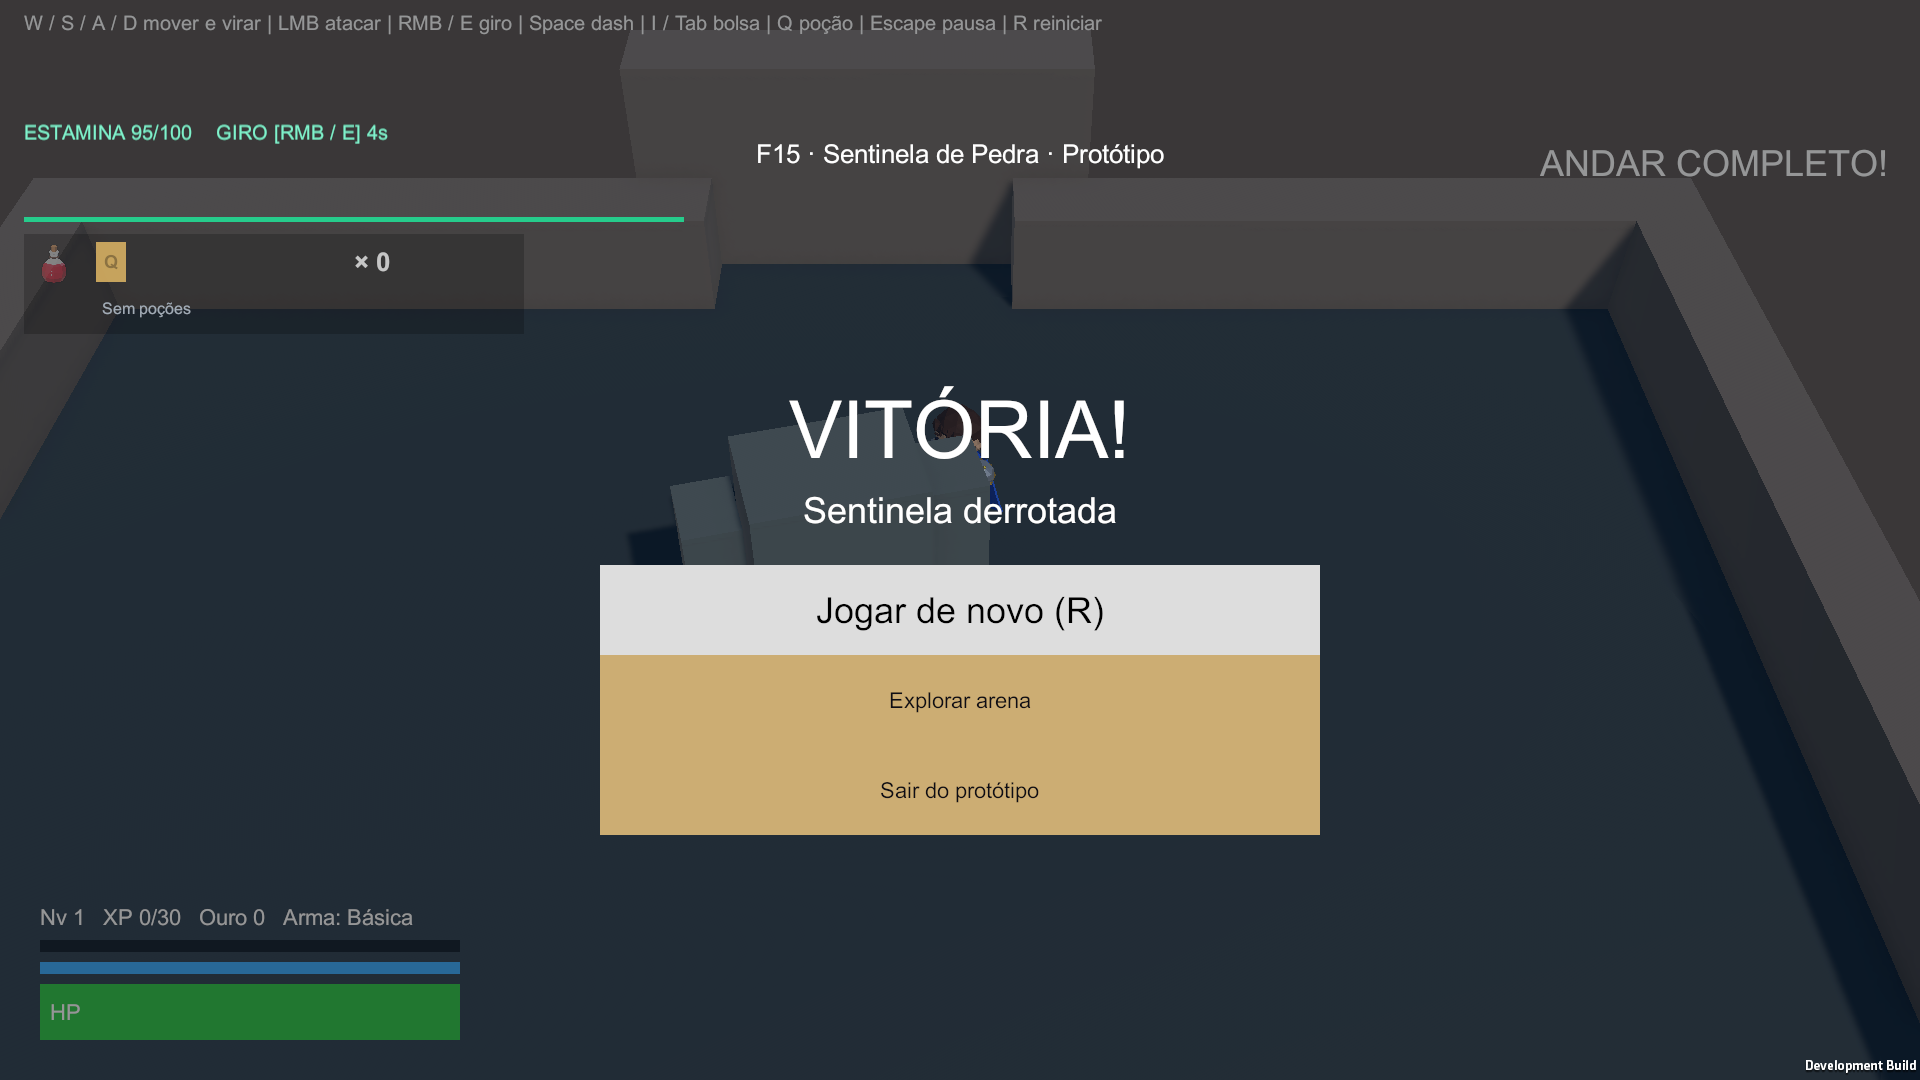 W / S / A / D mover e virar | LMB atacar | RMB / E giro | Space dash | I / Tab bolsa | Q poção | Escape pausa | R reiniciar
ESTAMINA 95/100 GIRO [RMB / E] 4s
F15 · Sentinela de Pedra · Protótipo
ANDAR COMPLETO!
Q × 0
Sem poções
VITÓRIA!
Sentinela derrotada
Jogar de novo (R)
Explorar arena
Sair do protótipo
Nv 1 XP 0/30 Ouro 0 Arma: Básica
HP
Development Build